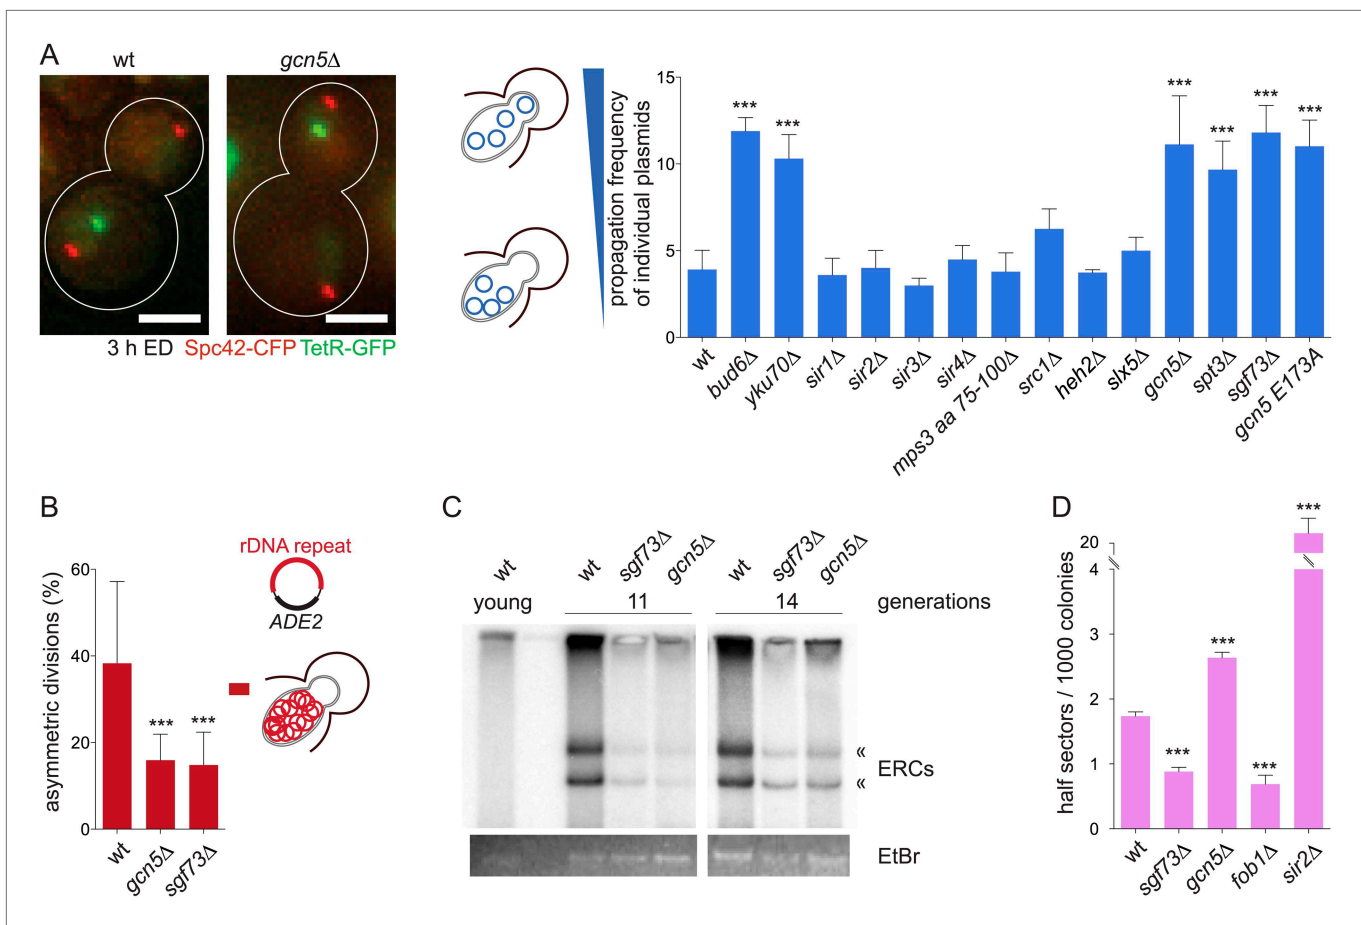 A
wt
gcn5Δ
3 h ED Spc42-CFP TetR-GFP
propagation frequency
of individual plasmids
15
10
5
0
wt
bud6Δ
yku70Δ
sir1Δ
sir2Δ
sir3Δ
sir4Δ
mps3 aa 75-100Δ
src1Δ
heh2Δ
slx5Δ
gcn5Δ
spt3Δ
sgf73Δ
gcn5 E173A
***
***
***
***
***
***
B
asymmetric divisions (%)
60
40
20
0
***
***
wt
gcn5Δ
sgf73Δ
rDNA repeat
ADE2
C
wt
wt
sgf73Δ
gcn5Δ
wt
sgf73Δ
gcn5Δ
young
11
14
generations
«
«
ERCs
EtBr
D
half sectors / 1000 colonies
20
4
3
2
1
0
***
***
***
***
wt
sgf73Δ
gcn5Δ
fob1Δ
sir2Δ